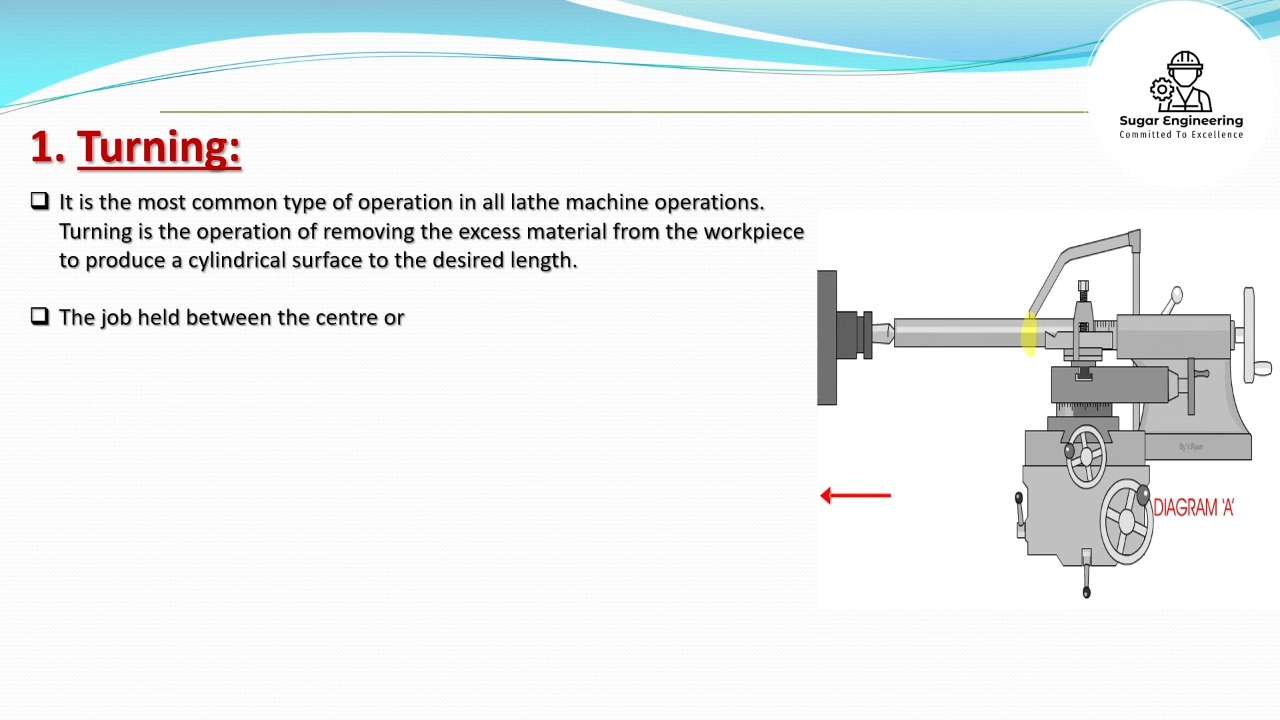 Sugar Engineering
Committed To Excellence
1. Turning:
It is the most common type of operation in all lathe machine operations.
Turning is the operation of removing the excess material from the workpiece
to produce a cylindrical surface to the desired length.
The job held between the centre or
By V.Ryan
DIAGRAM 'A'